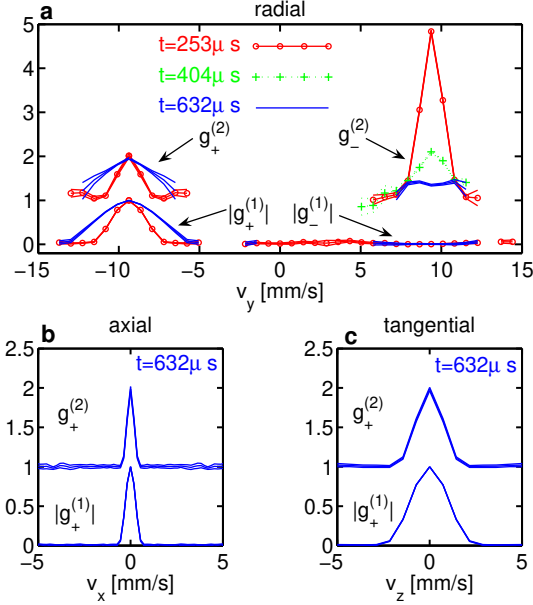 a radial
t=253μ s
t=404μ s
t=632μ s
g+(2)
g−(2)
|g+(1)|
|g−(1)|
5
4
3
2
1
0
−15 −10 −5 0 5 10 15
vy [mm/s]
b axial
t=632μ s
g+(2)
|g+(1)|
2.5
2
1.5
1
0.5
0
−5 0 5
vx [mm/s]
c tangential
t=632μ s
g+(2)
|g+(1)|
2.5
2
1.5
1
0.5
0
−5 0 5
vz [mm/s]